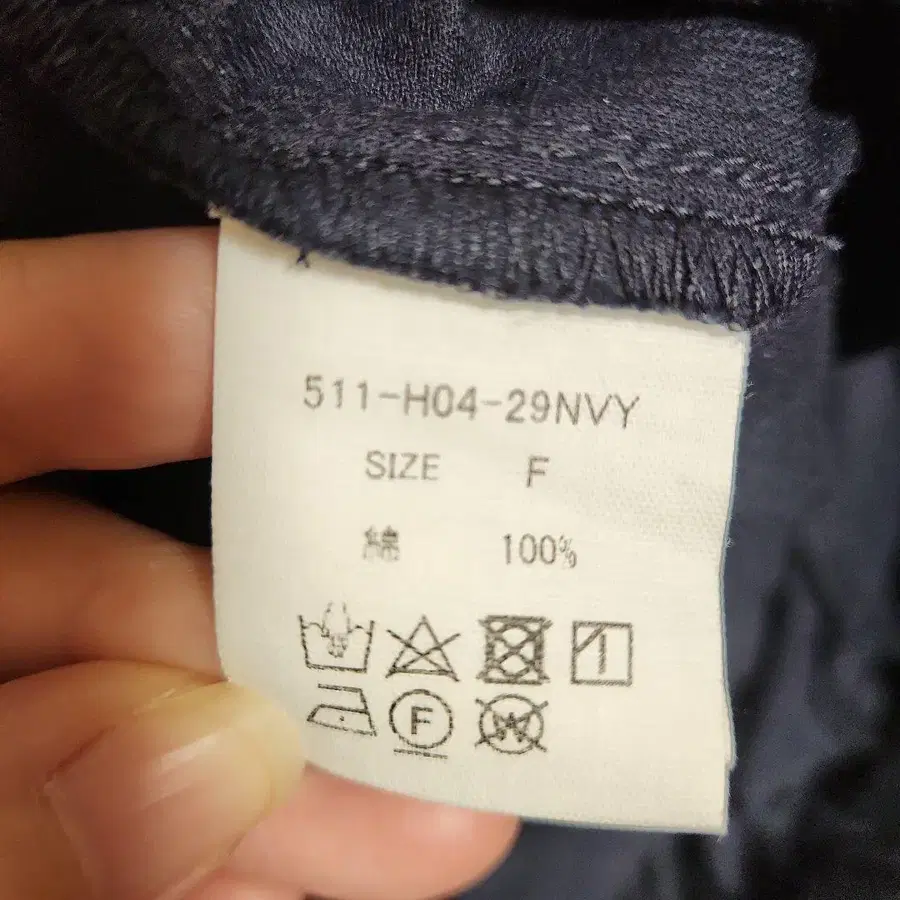 511-H04-29NVY
SIZE F
綿 100%
F
W